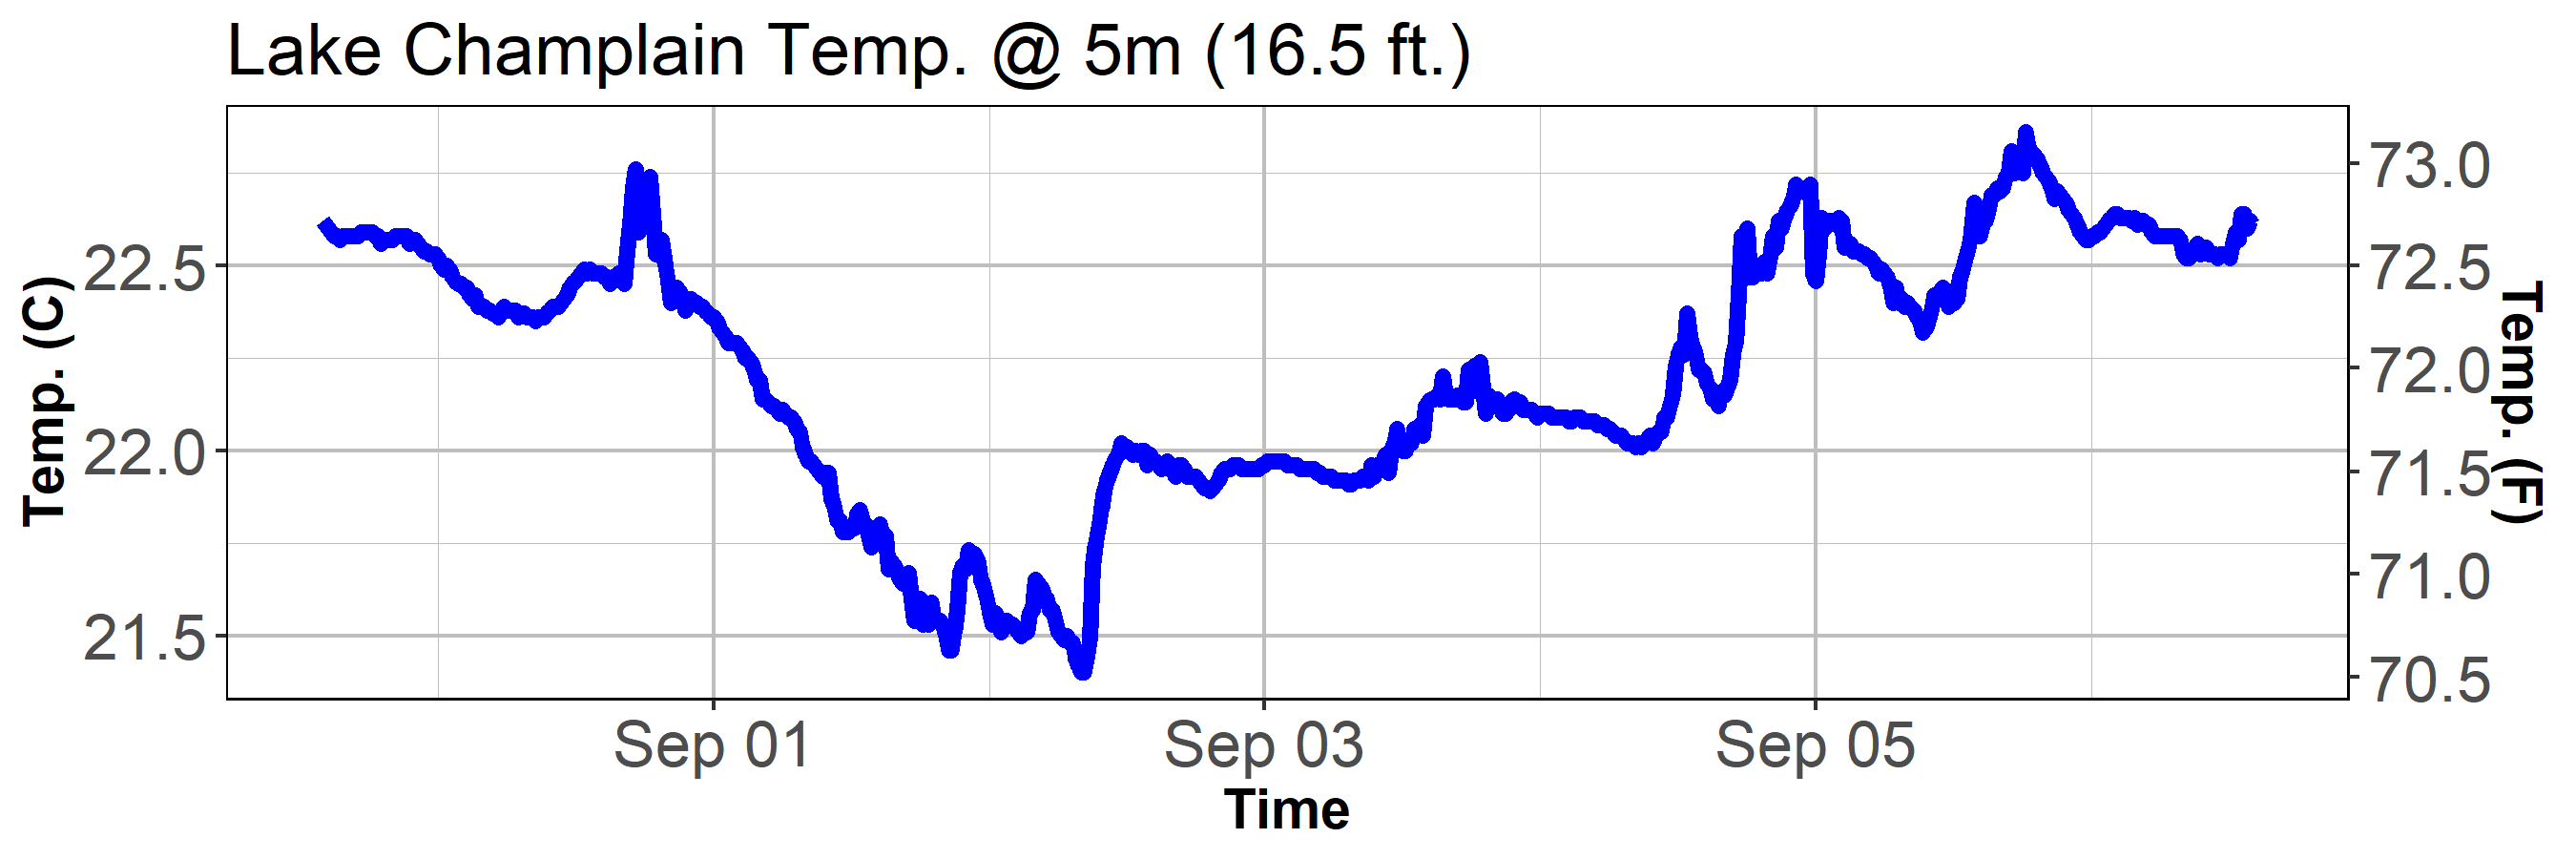 Lake Champlain Temp. @ 5m (16.5 ft.)
Temp. (C)
22.5
22.0
21.5
73.0
72.5
72.0
71.5
71.0
70.5
Temp. (F)
Sep 01
Sep 03
Sep 05
Time